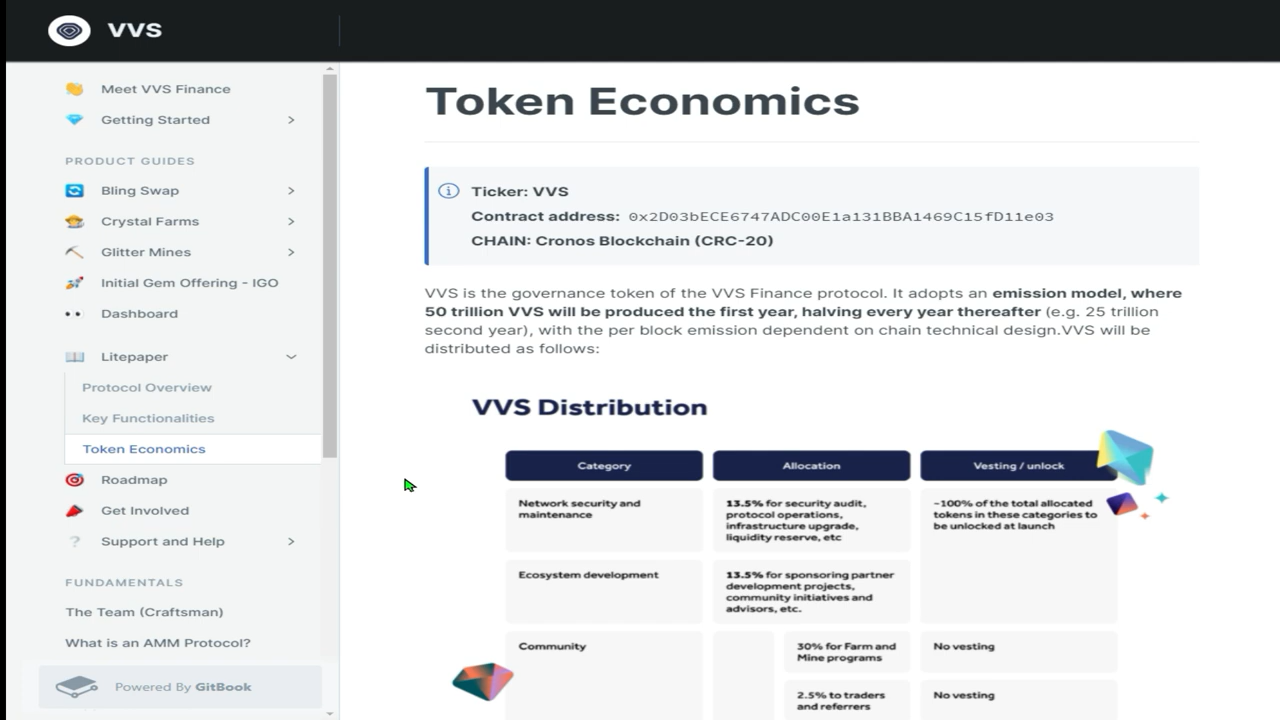 VVS
Meet VVS Finance
Getting Started
PRODUCT GUIDES
Bling Swap
Crystal Farms
Glitter Mines
Initial Gem Offering - IGO
Dashboard
Litepaper
Protocol Overview
Key Functionalities
Token Economics
Roadmap
Get Involved
Support and Help
FUNDAMENTALS
The Team (Craftsman)
What is an AMM Protocol?
Powered By GitBook
Token Economics
Ticker: VVS
Contract address: 0x2D03bECE6747ADC00E1a131BBA1469C15fD11e03
CHAIN: Cronos Blockchain (CRC-20)
VVS is the governance token of the VVS Finance protocol. It adopts an emission model, where
50 trillion VVS will be produced the first year, halving every year thereafter (e.g. 25 trillion
second year), with the per block emission dependent on chain technical design.VVS will be
distributed as follows:
VVS Distribution
Category
Allocation
Vesting / unlock
Network security and
maintenance
13.5% for security audit,
protocol operations,
infrastructure upgrade,
liquidity reserve, etc
~100% of the total allocated
tokens in these categories to
be unlocked at launch
Ecosystem development
13.5% for sponsoring partner
development projects,
community initiatives and
advisors, etc.
Community
30% for Farm and
Mine programs
No vesting
2.5% to traders
and referrers
No vesting